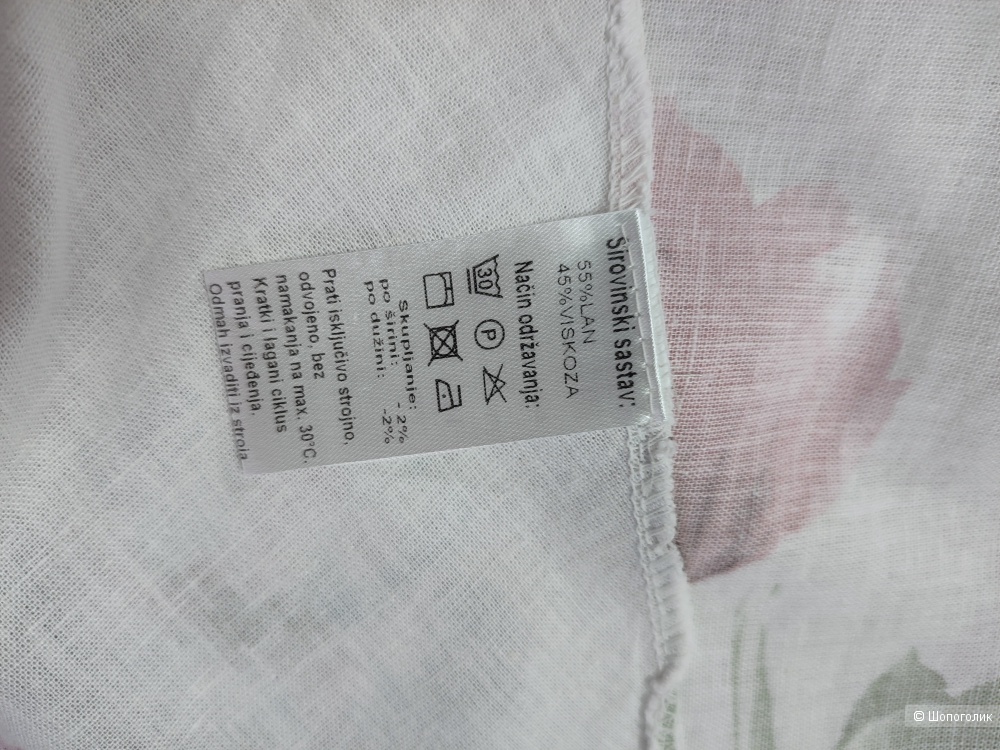 Sirovinski sastav:
55%LAN
45%VISKOZA
Način održavanja:
30 P
Skupljanje:
po širini: -2%
po dužini: -2%
Prati isključivo strojno,
odvojeno, bez
namakanja na max. 30°C.
Kratki i lagani ciklus
pranja i cijeđenja.
Odmah izvaditi iz stroja.
© Шопоголик